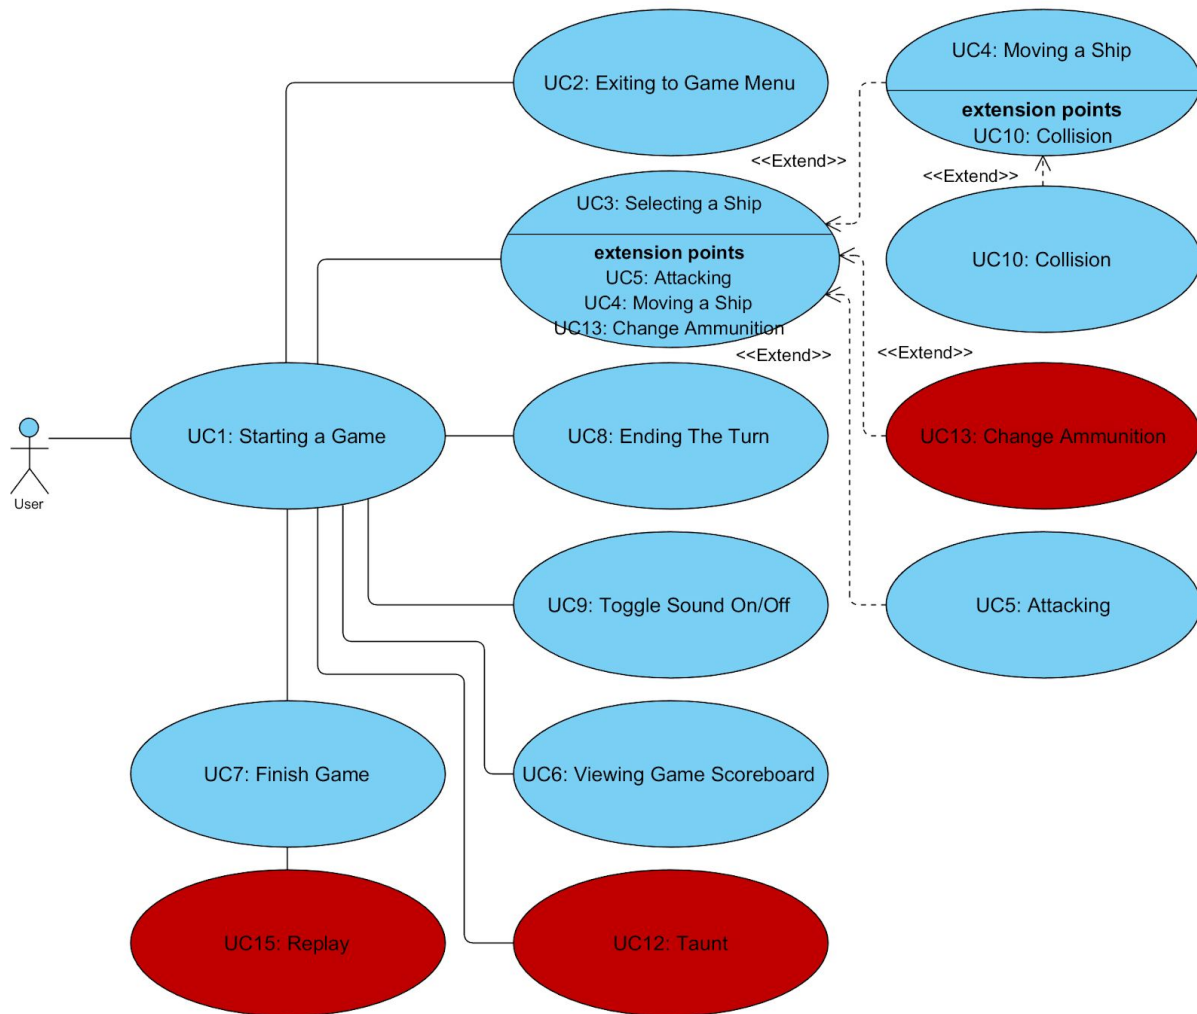 UC2: Exiting to Game Menu
UC4: Moving a Ship
extension points
UC10: Collision
<<Extend>>
<<Extend>>
UC3: Selecting a Ship
extension points
UC5: Attacking
UC4: Moving a Ship
UC13: Change Ammunition
UC10: Collision
<<Extend>>
<<Extend>>
User
UC1: Starting a Game
UC8: Ending The Turn
UC13: Change Ammunition
UC9: Toggle Sound On/Off
UC5: Attacking
UC7: Finish Game
UC6: Viewing Game Scoreboard
UC15: Replay
UC12: Taunt